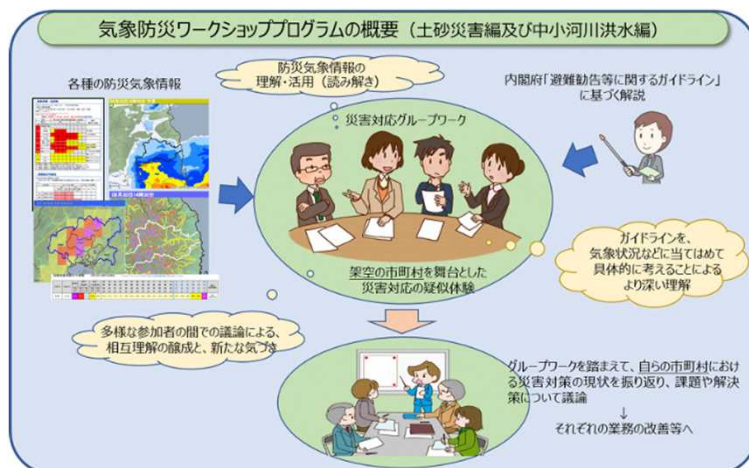 気象防災ワークショッププログラムの概要（土砂災害編及び中小河川洪水編）
防災気象情報の
理解・活用（読み解き）
各種の防災気象情報
内閣府「避難勧告等に関するガイドライン」
に基づく解説
災害対応グループワーク
ガイドラインを、
気象状況などに当てはめて
具体的に考えることによる
より深い理解
架空の市町村を舞台とした
災害対応の疑似体験
多様な参加者の間での議論による、
相互理解の醸成と、新たな気づき
グループワークを踏まえて、自らの市町村にお
ける災害対策の現状を振り返り、課題や解決
策について議論
↓
それぞれの業務の改善等へ